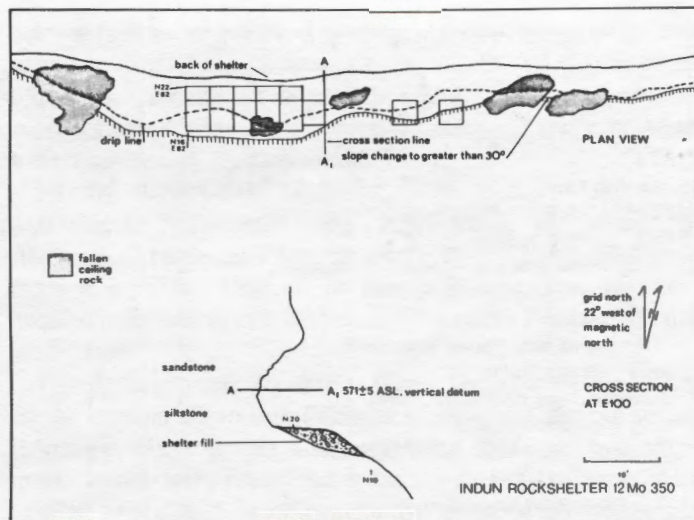 A
back of shelter
N22
E82
drip line
N16
E82
cross section line
slope change to greater than 30°
A₁
PLAN VIEW
fallen
ceiling
rock
grid north
22° west of
magnetic
north
N
sandstone
A
A₁ 571±5 ASL. vertical datum
CROSS SECTION
AT E100
siltstone
N20
shelter fill
N10
10'
INDUN ROCKSHELTER 12 Mo 350